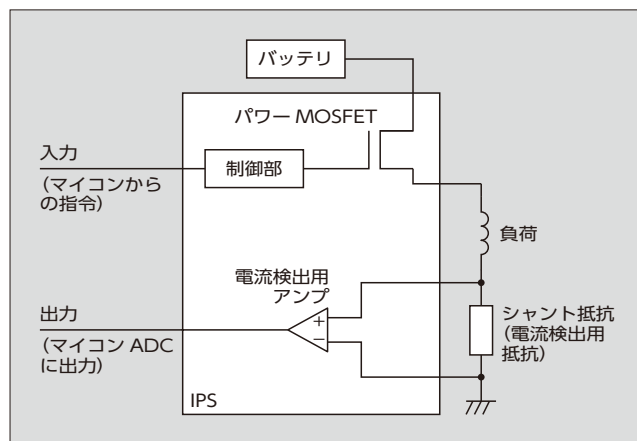 バッテリ
パワー MOSFET
入力
(マイコンから
の指令)
制御部
負荷
電流検出用
アンプ
出力
(マイコン ADC
に出力)
+
−
シャント抵抗
(電流検出用
抵抗)
IPS